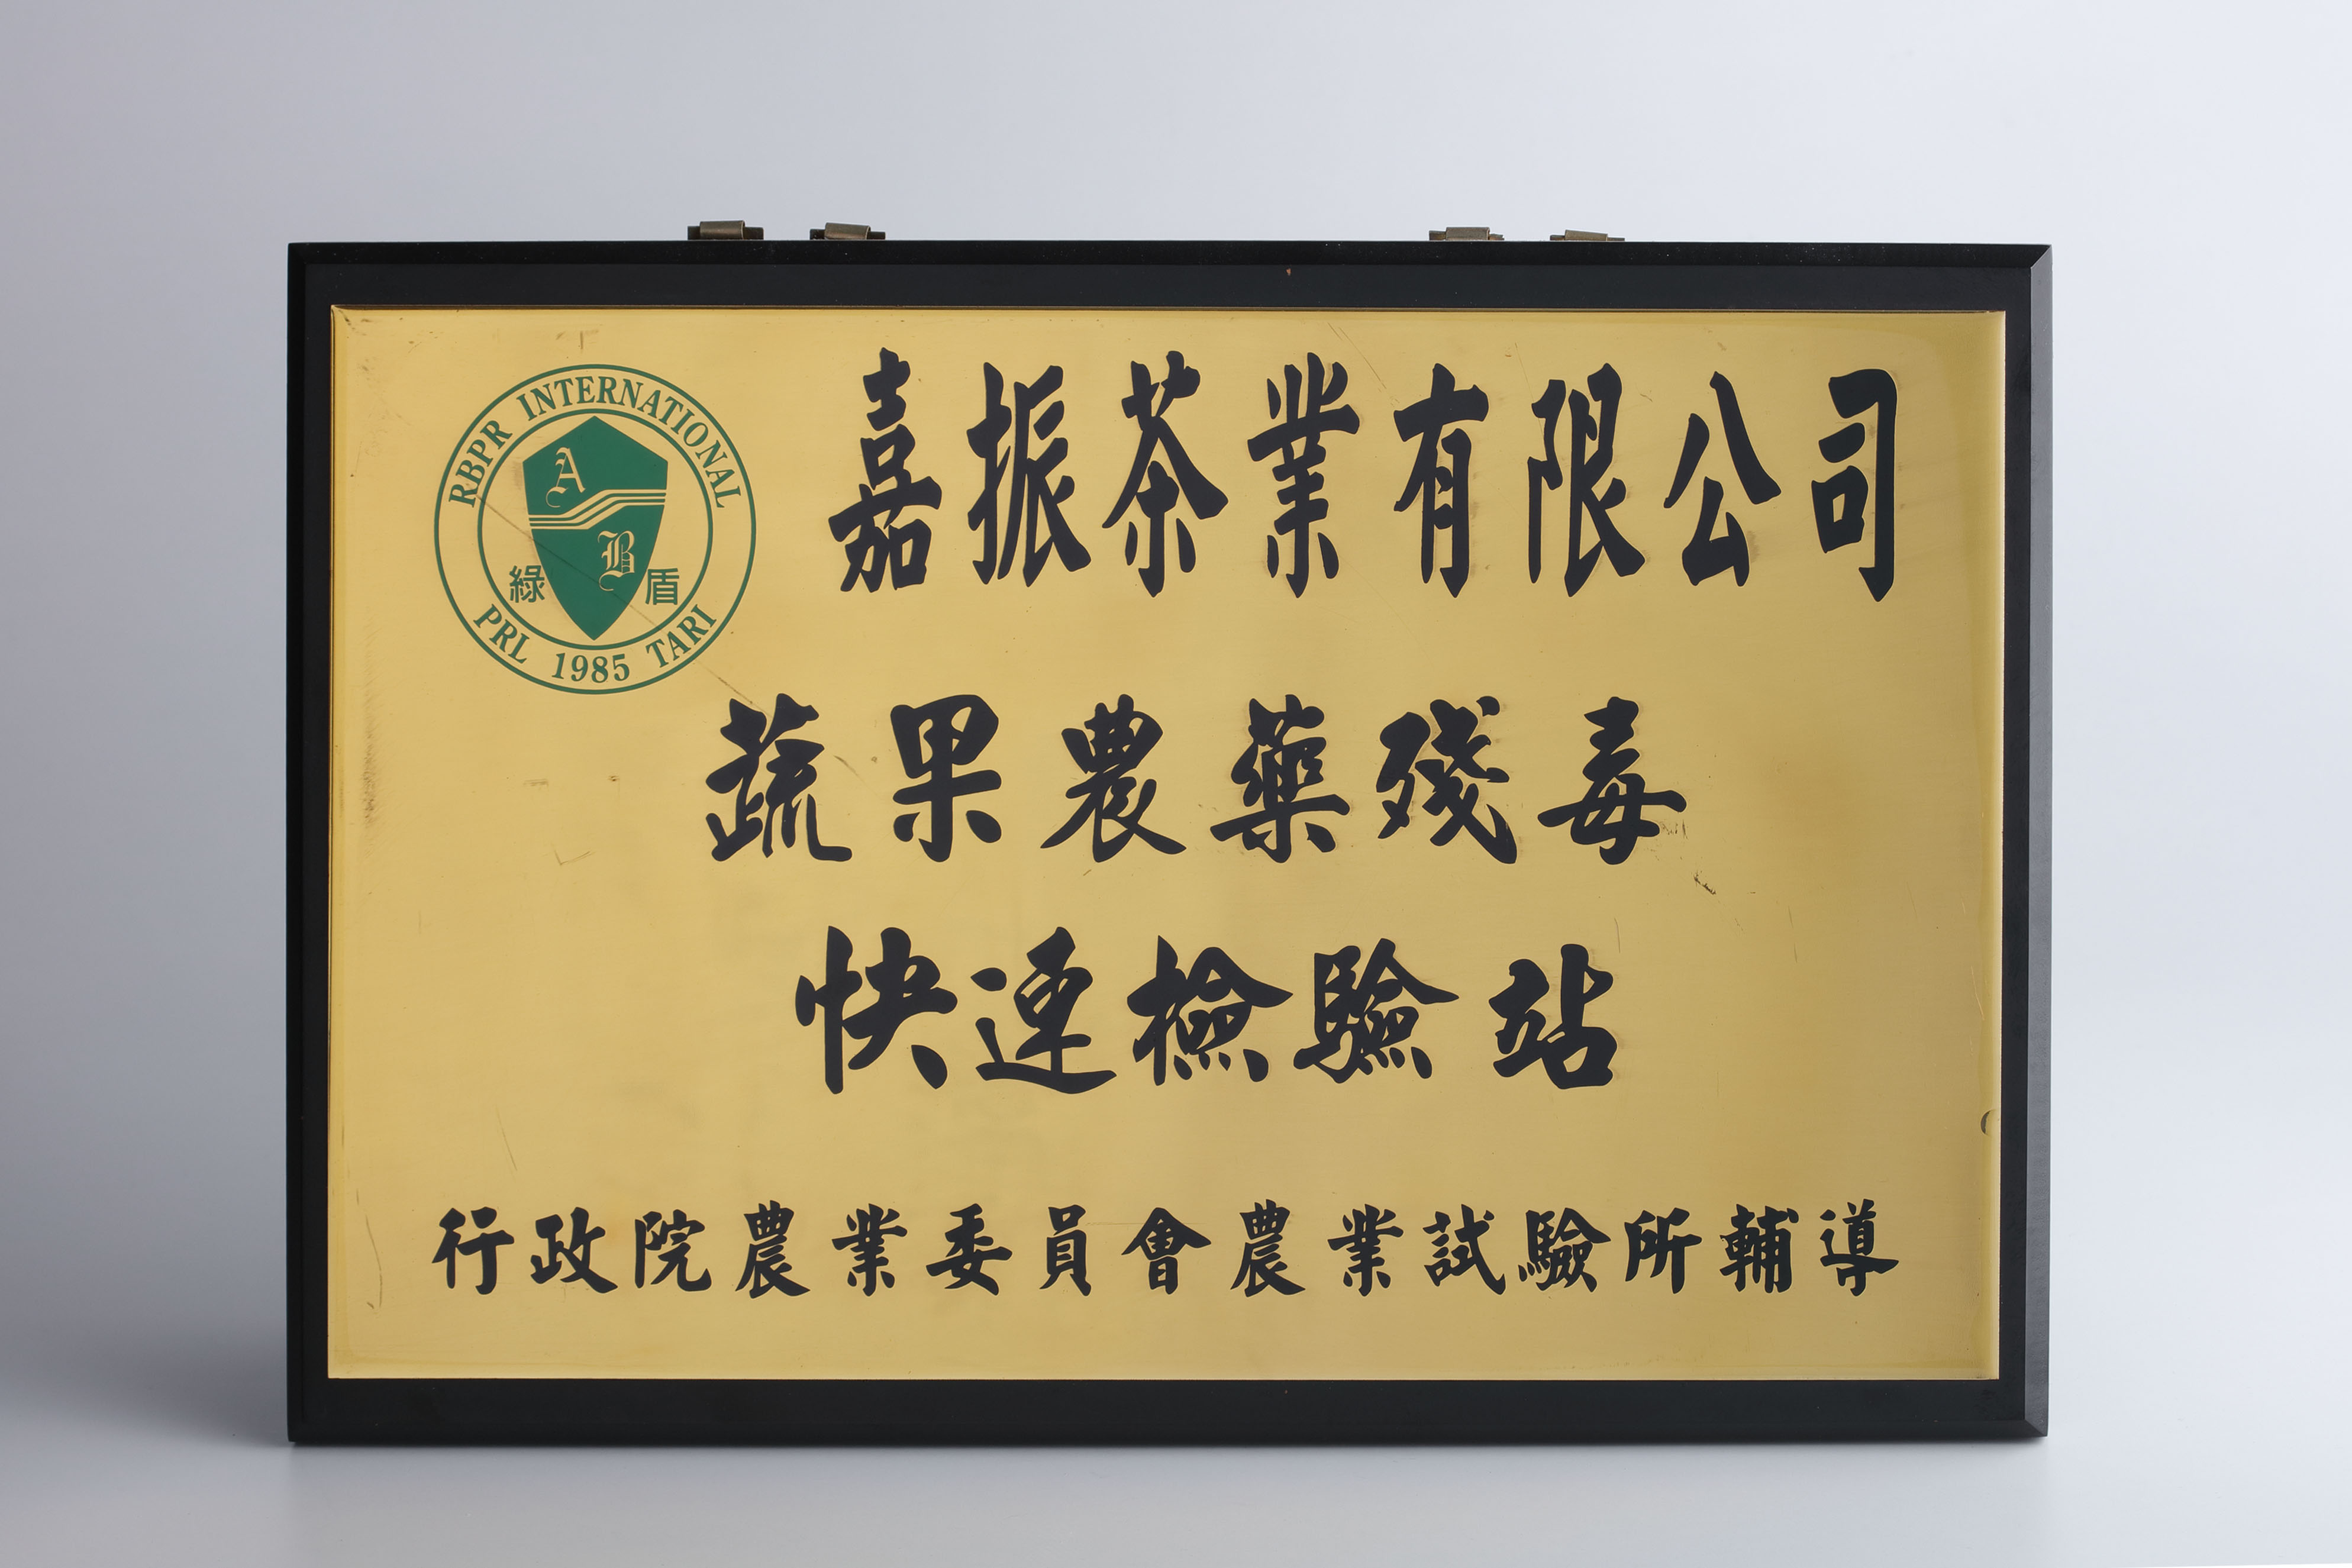 RBPR INTERNATIONAL
A
B
綠 盾
PRL 1985 TARI
嘉振茶業有限公司
蔬果農藥殘毒
快速檢驗站
行政院農業委員會農業試驗所輔導